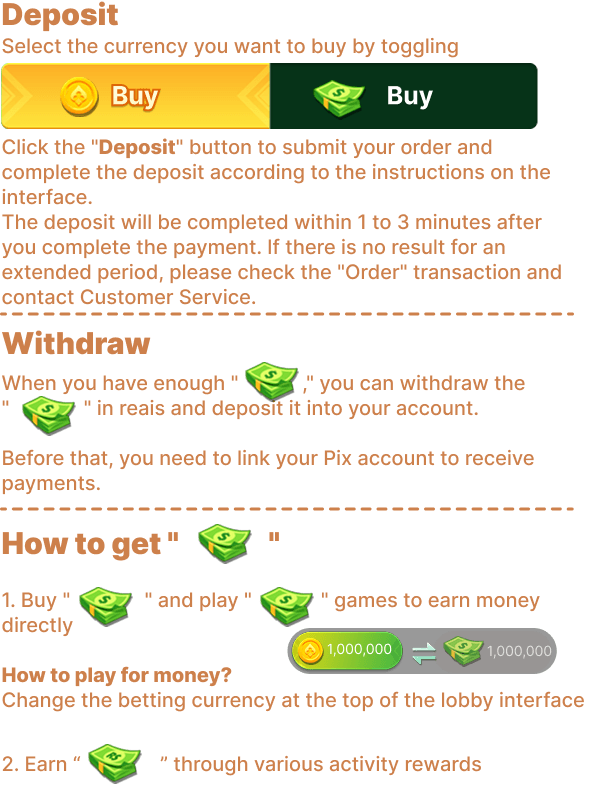 Deposit
Select the currency you want to buy by toggling
Buy Buy
Click the "Deposit" button to submit your order and
complete the deposit according to the instructions on the
interface.
The deposit will be completed within 1 to 3 minutes after
you complete the payment. If there is no result for an
extended period, please check the "Order" transaction and
contact Customer Service.
Withdraw
When you have enough " ," you can withdraw the
" " in reais and deposit it into your account.
Before that, you need to link your Pix account to receive
payments.
How to get " "
1. Buy " " and play " " games to earn money
directly
1,000,000 1,000,000
How to play for money?
Change the betting currency at the top of the lobby interface
2. Earn “ ” through various activity rewards